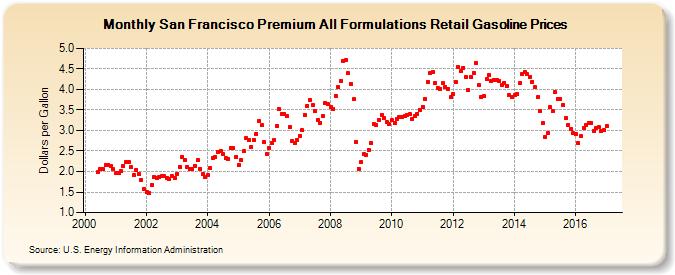 Monthly San Francisco Premium All Formulations Retail Gasoline Prices
Dollars per Gallon
5.0
4.5
4.0
3.5
3.0
2.5
2.0
1.5
1.0
2000 2002 2004 2006 2008 2010 2012 2014 2016
Source: U.S. Energy Information Administration